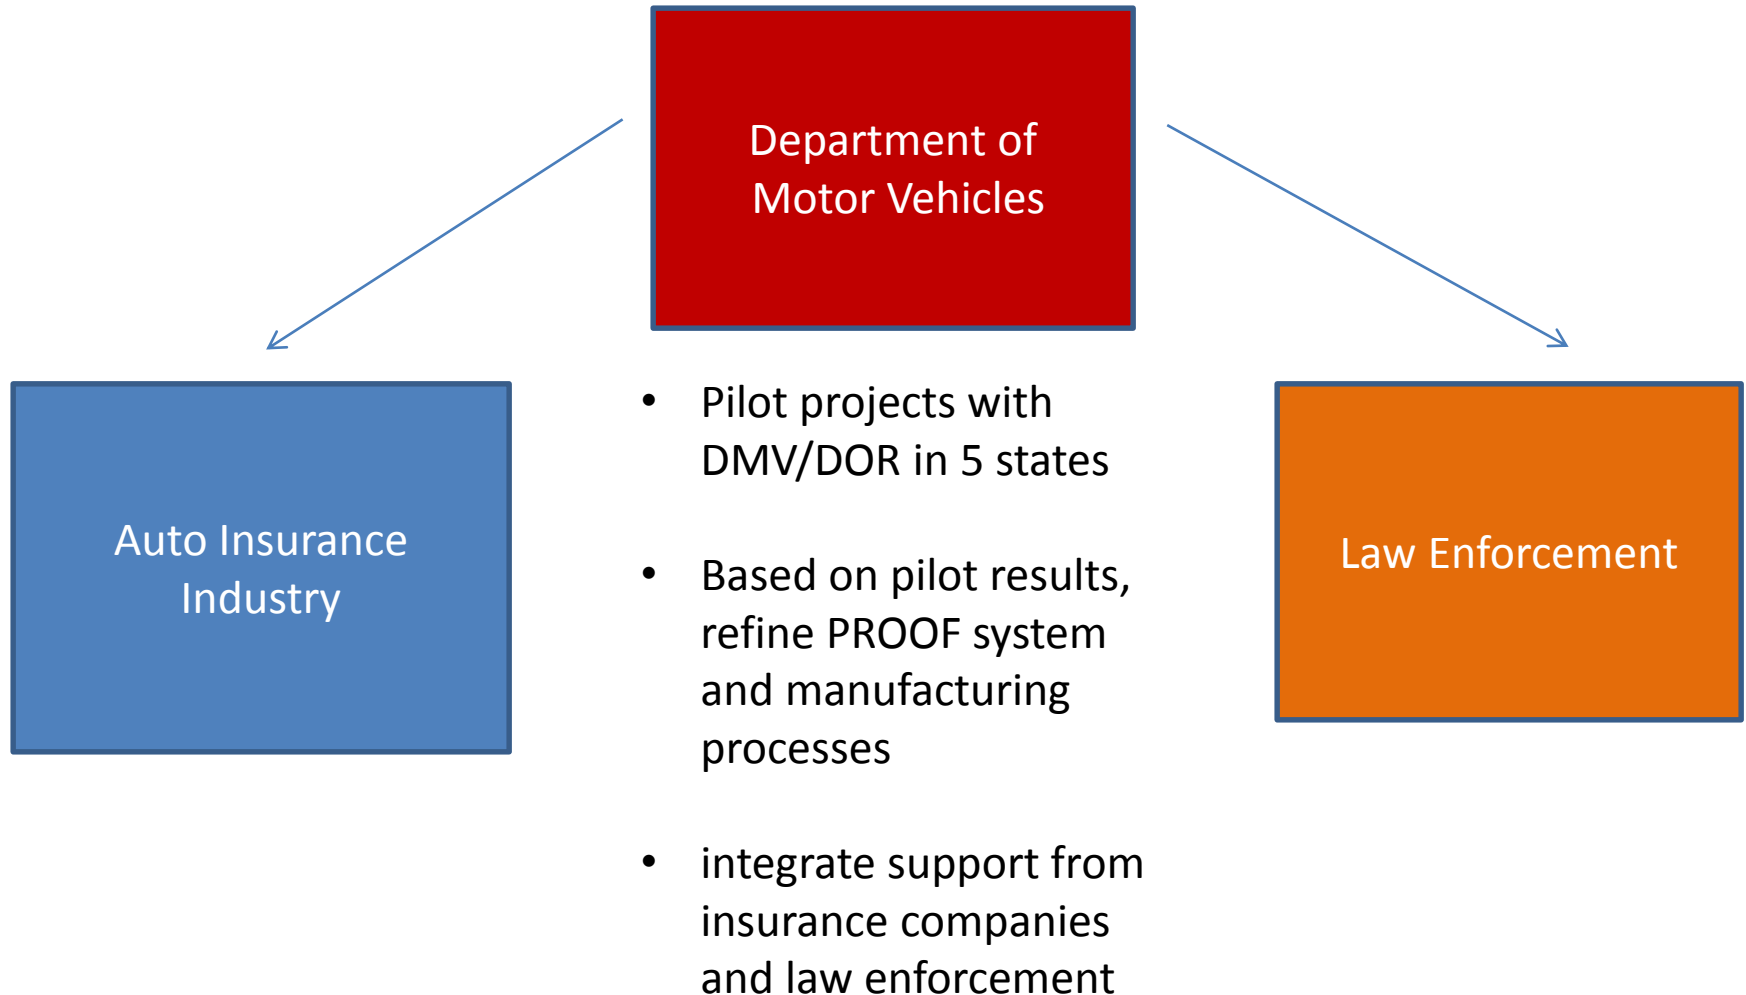 Department of
Motor Vehicles
Auto Insurance
Industry
• Pilot projects with
DMV/DOR in 5 states
• Based on pilot results,
refine PROOF system
and manufacturing
processes
• integrate support from
insurance companies
and law enforcement
Law Enforcement